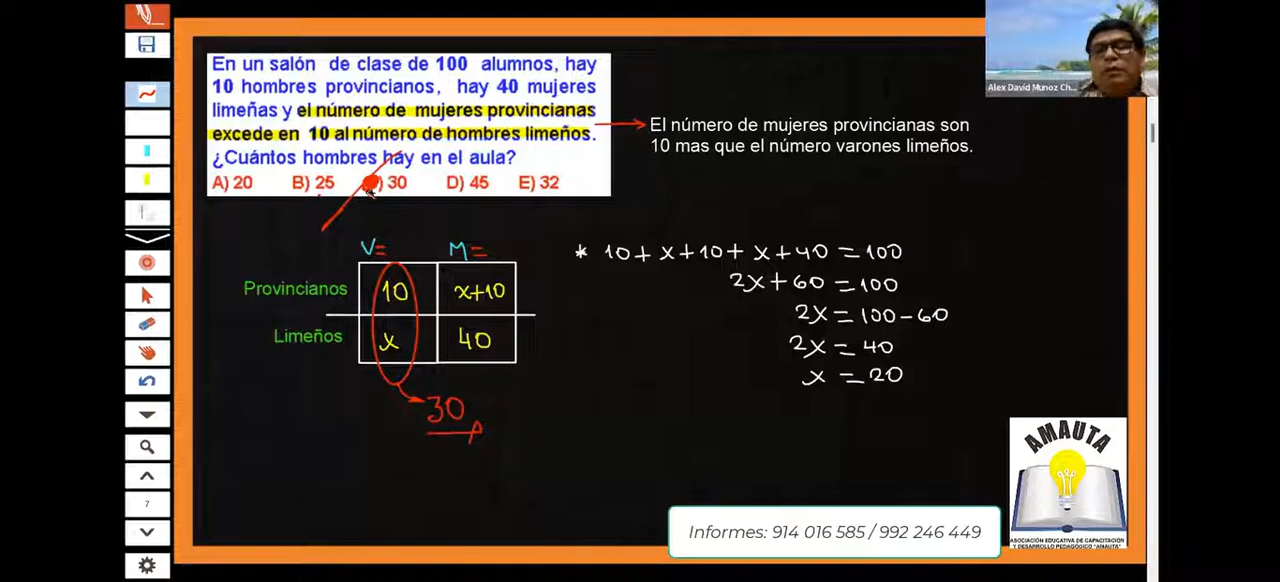 En un salón de clase de 100 alumnos, hay
10 hombres provincianos, hay 40 mujeres
limeñas y el número de mujeres provincianas
excede en 10 al número de hombres limeños.
¿Cuántos hombres hay en el aula?
A) 20 B) 25 ) 30 D) 45 E) 32
El número de mujeres provincianas son
10 mas que el número varones limeños.
Alex David Munoz Ch...
V= M=
Provincianos 10 x+10
Limeños x 40
30
* 10+x+10+x+40=100
2x+60=100
2x=100-60
2x=40
x=20
7
AMAUTA
ASOCIACIÓN EDUCATIVA DE CAPACITACIÓN
Y DESARROLLO PEDAGÓGICO "AMAUTA"
Informes: 914 016 585 / 992 246 449